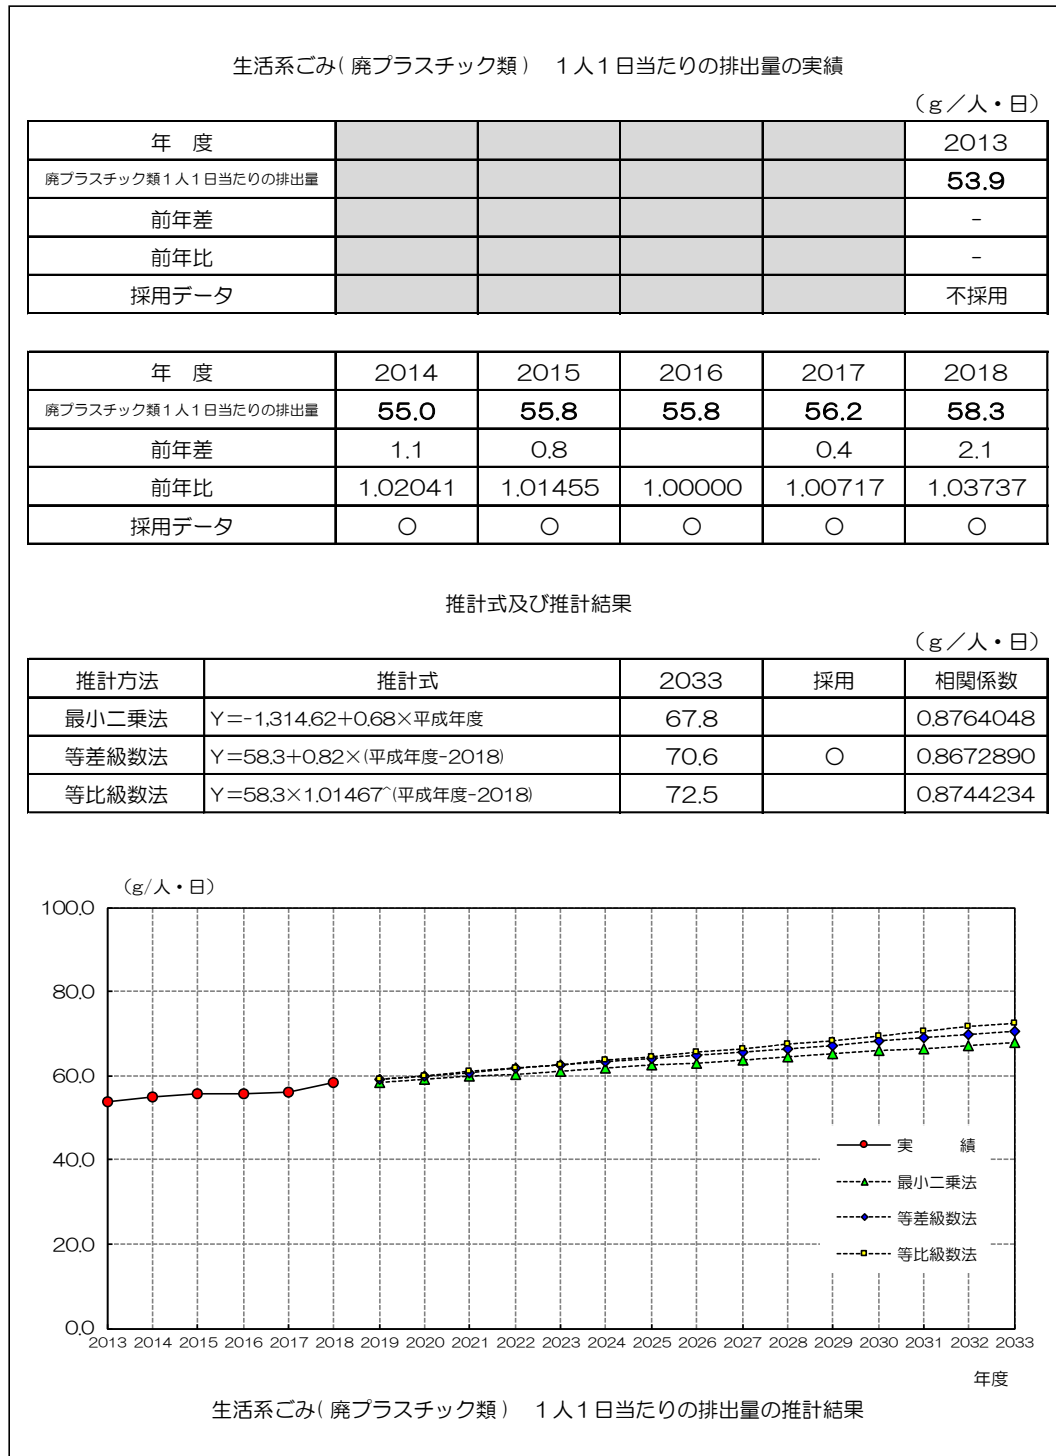 生活系ごみ(廃プラスチック類)　1人1日当たりの排出量の実績
（g／人・日）
年　度 2013
廃プラスチック類1人1日当たりの排出量 53.9
前年差 -
前年比 -
採用データ 不採用
年　度 2014 2015 2016 2017 2018
廃プラスチック類1人1日当たりの排出量 55.0 55.8 55.8 56.2 58.3
前年差 1.1 0.8 0.4 2.1
前年比 1.02041 1.01455 1.00000 1.00717 1.03737
採用データ ○ ○ ○ ○ ○
推計式及び推計結果
（g／人・日）
推計方法 推計式 2033 採用 相関係数
最小二乗法 Y＝-1,314.62+0.68×平成年度 67.8 0.8764048
等差級数法 Y＝58.3+0.82×(平成年度-2018) 70.6 ○ 0.8672890
等比級数法 Y＝58.3×1.01467^(平成年度-2018) 72.5 0.8744234
（g/人・日）
100.0
80.0
60.0
40.0
20.0
0.0
実　　績
最小二乗法
等差級数法
等比級数法
2013 2014 2015 2016 2017 2018 2019 2020 2021 2022 2023 2024 2025 2026 2027 2028 2029 2030 2031 2032 2033
年度
生活系ごみ(廃プラスチック類)　1人1日当たりの排出量の推計結果